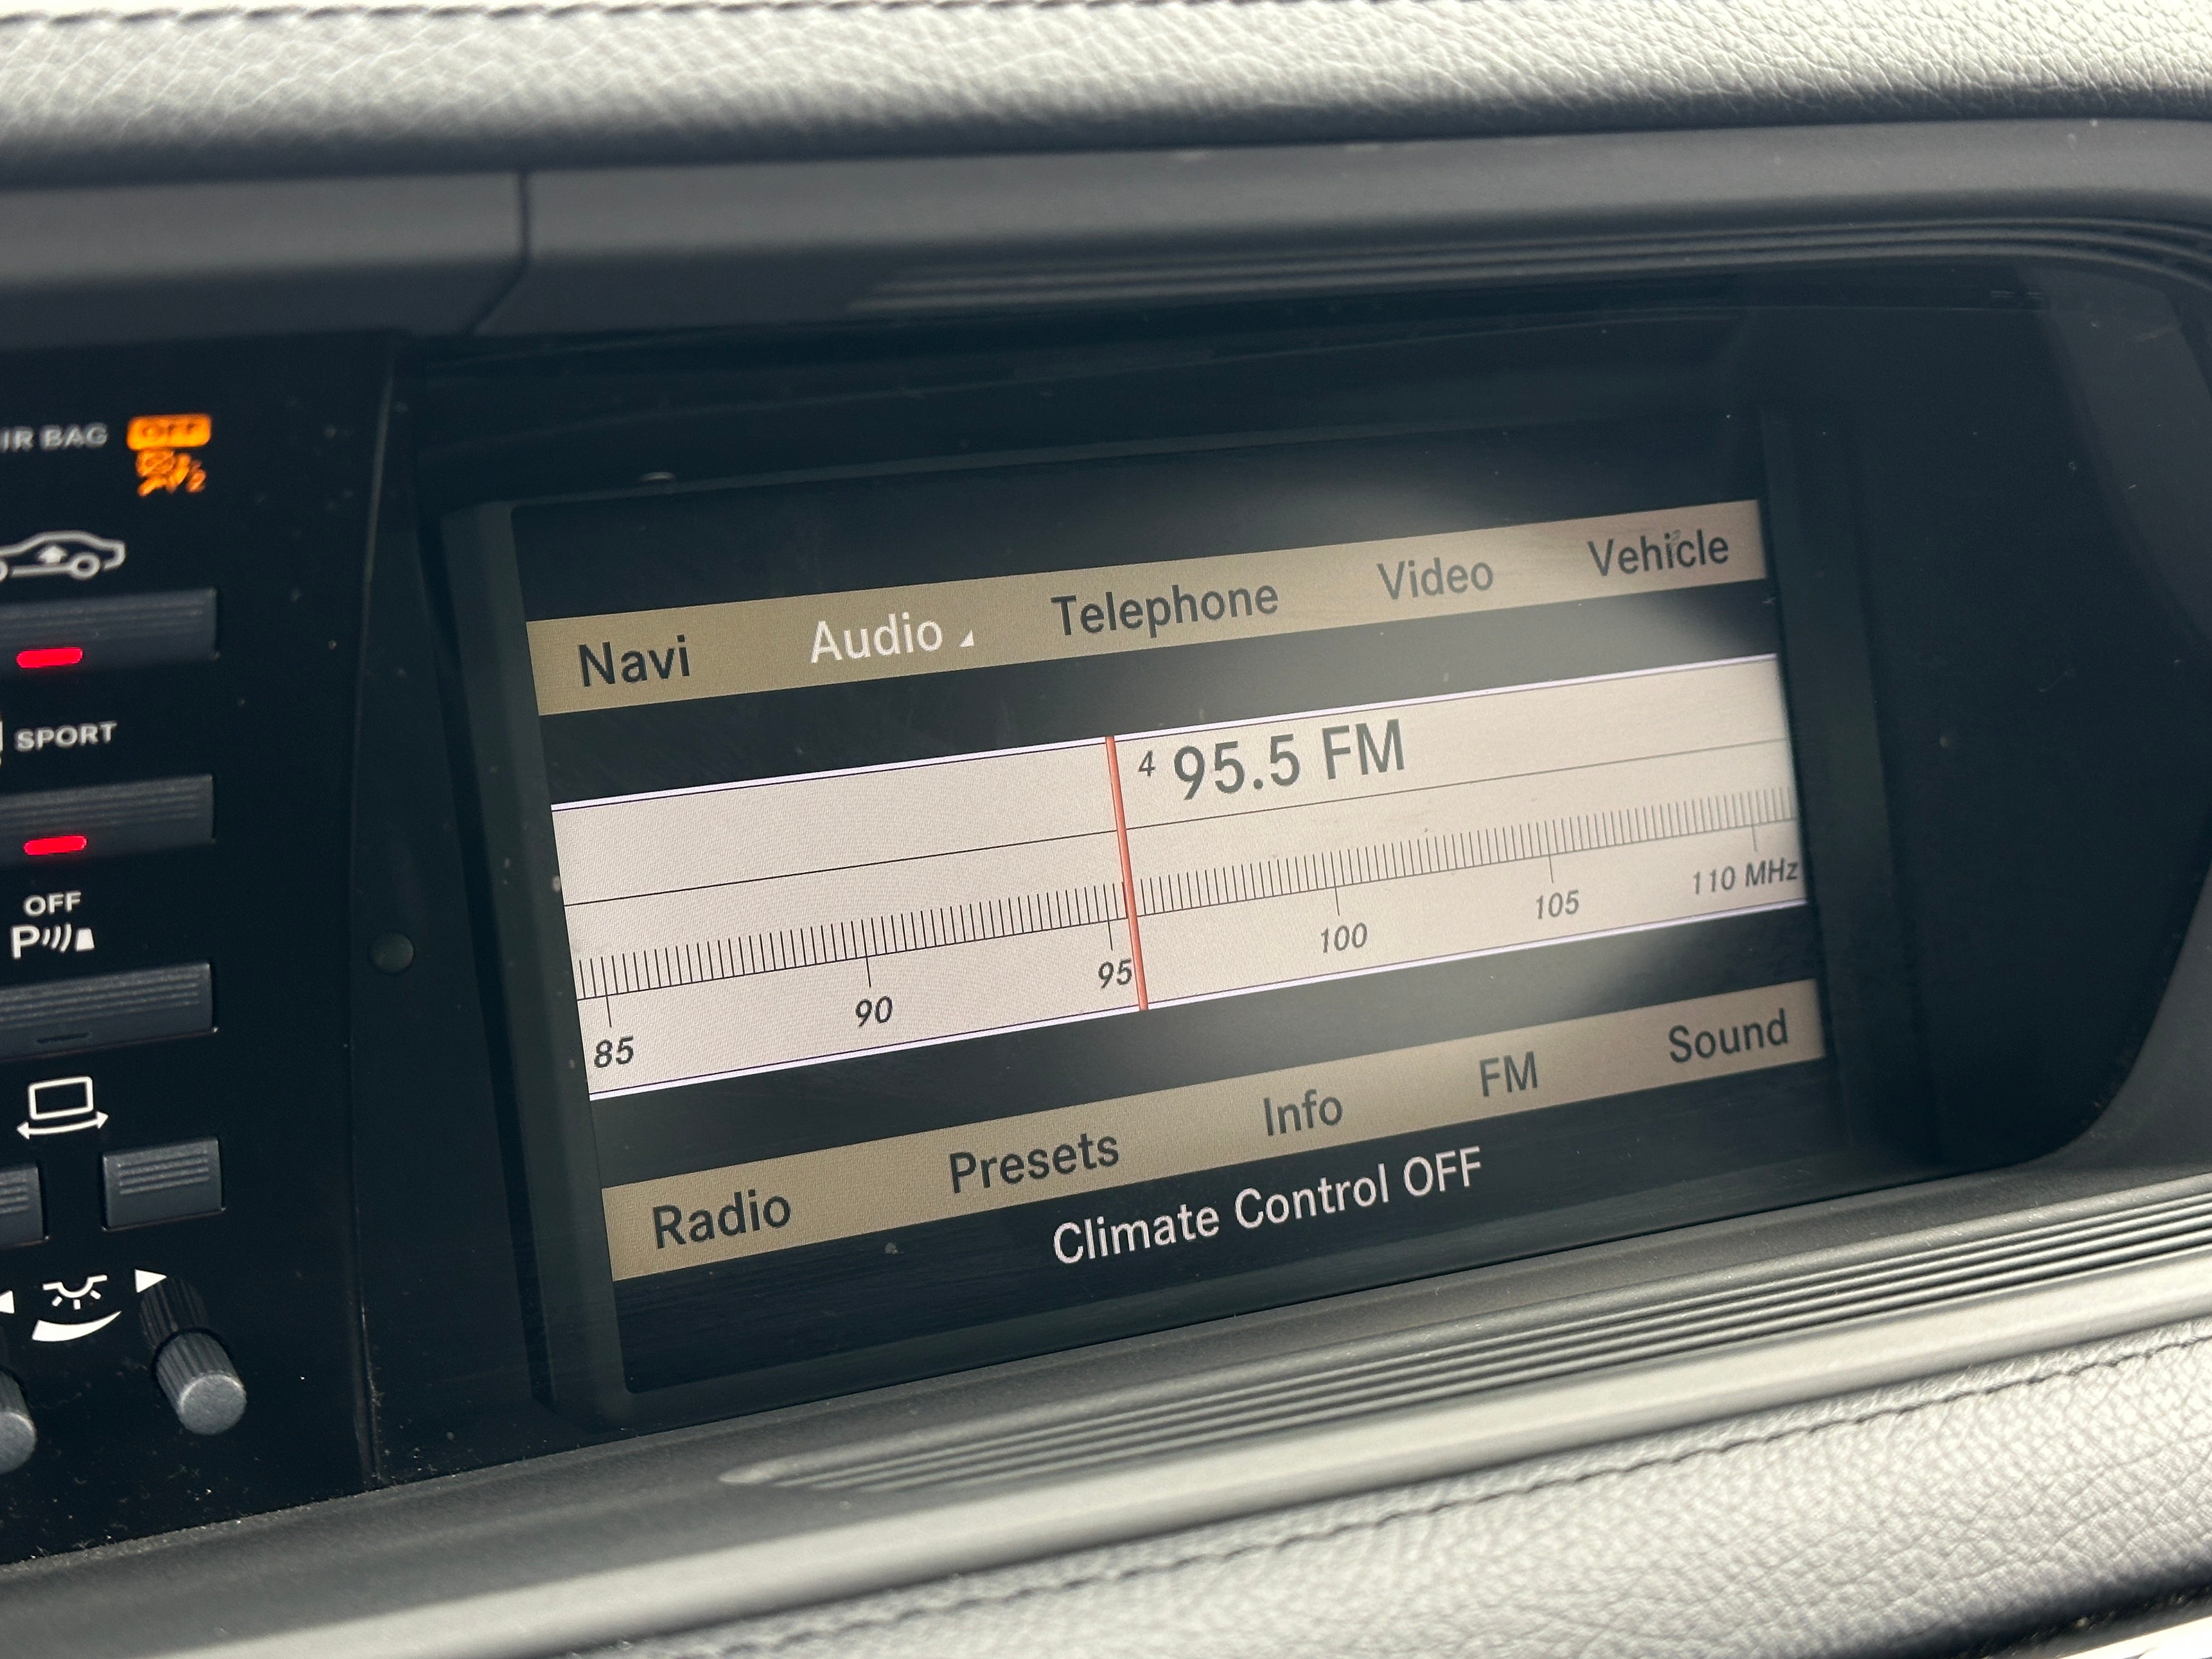 IR BAG OFF
2
SPORT
OFF
P
Navi Audio Telephone Video Vehicle
4 95.5 FM
85 90 95 100 105 110 MHz
Radio Presets Info FM Sound
Climate Control OFF